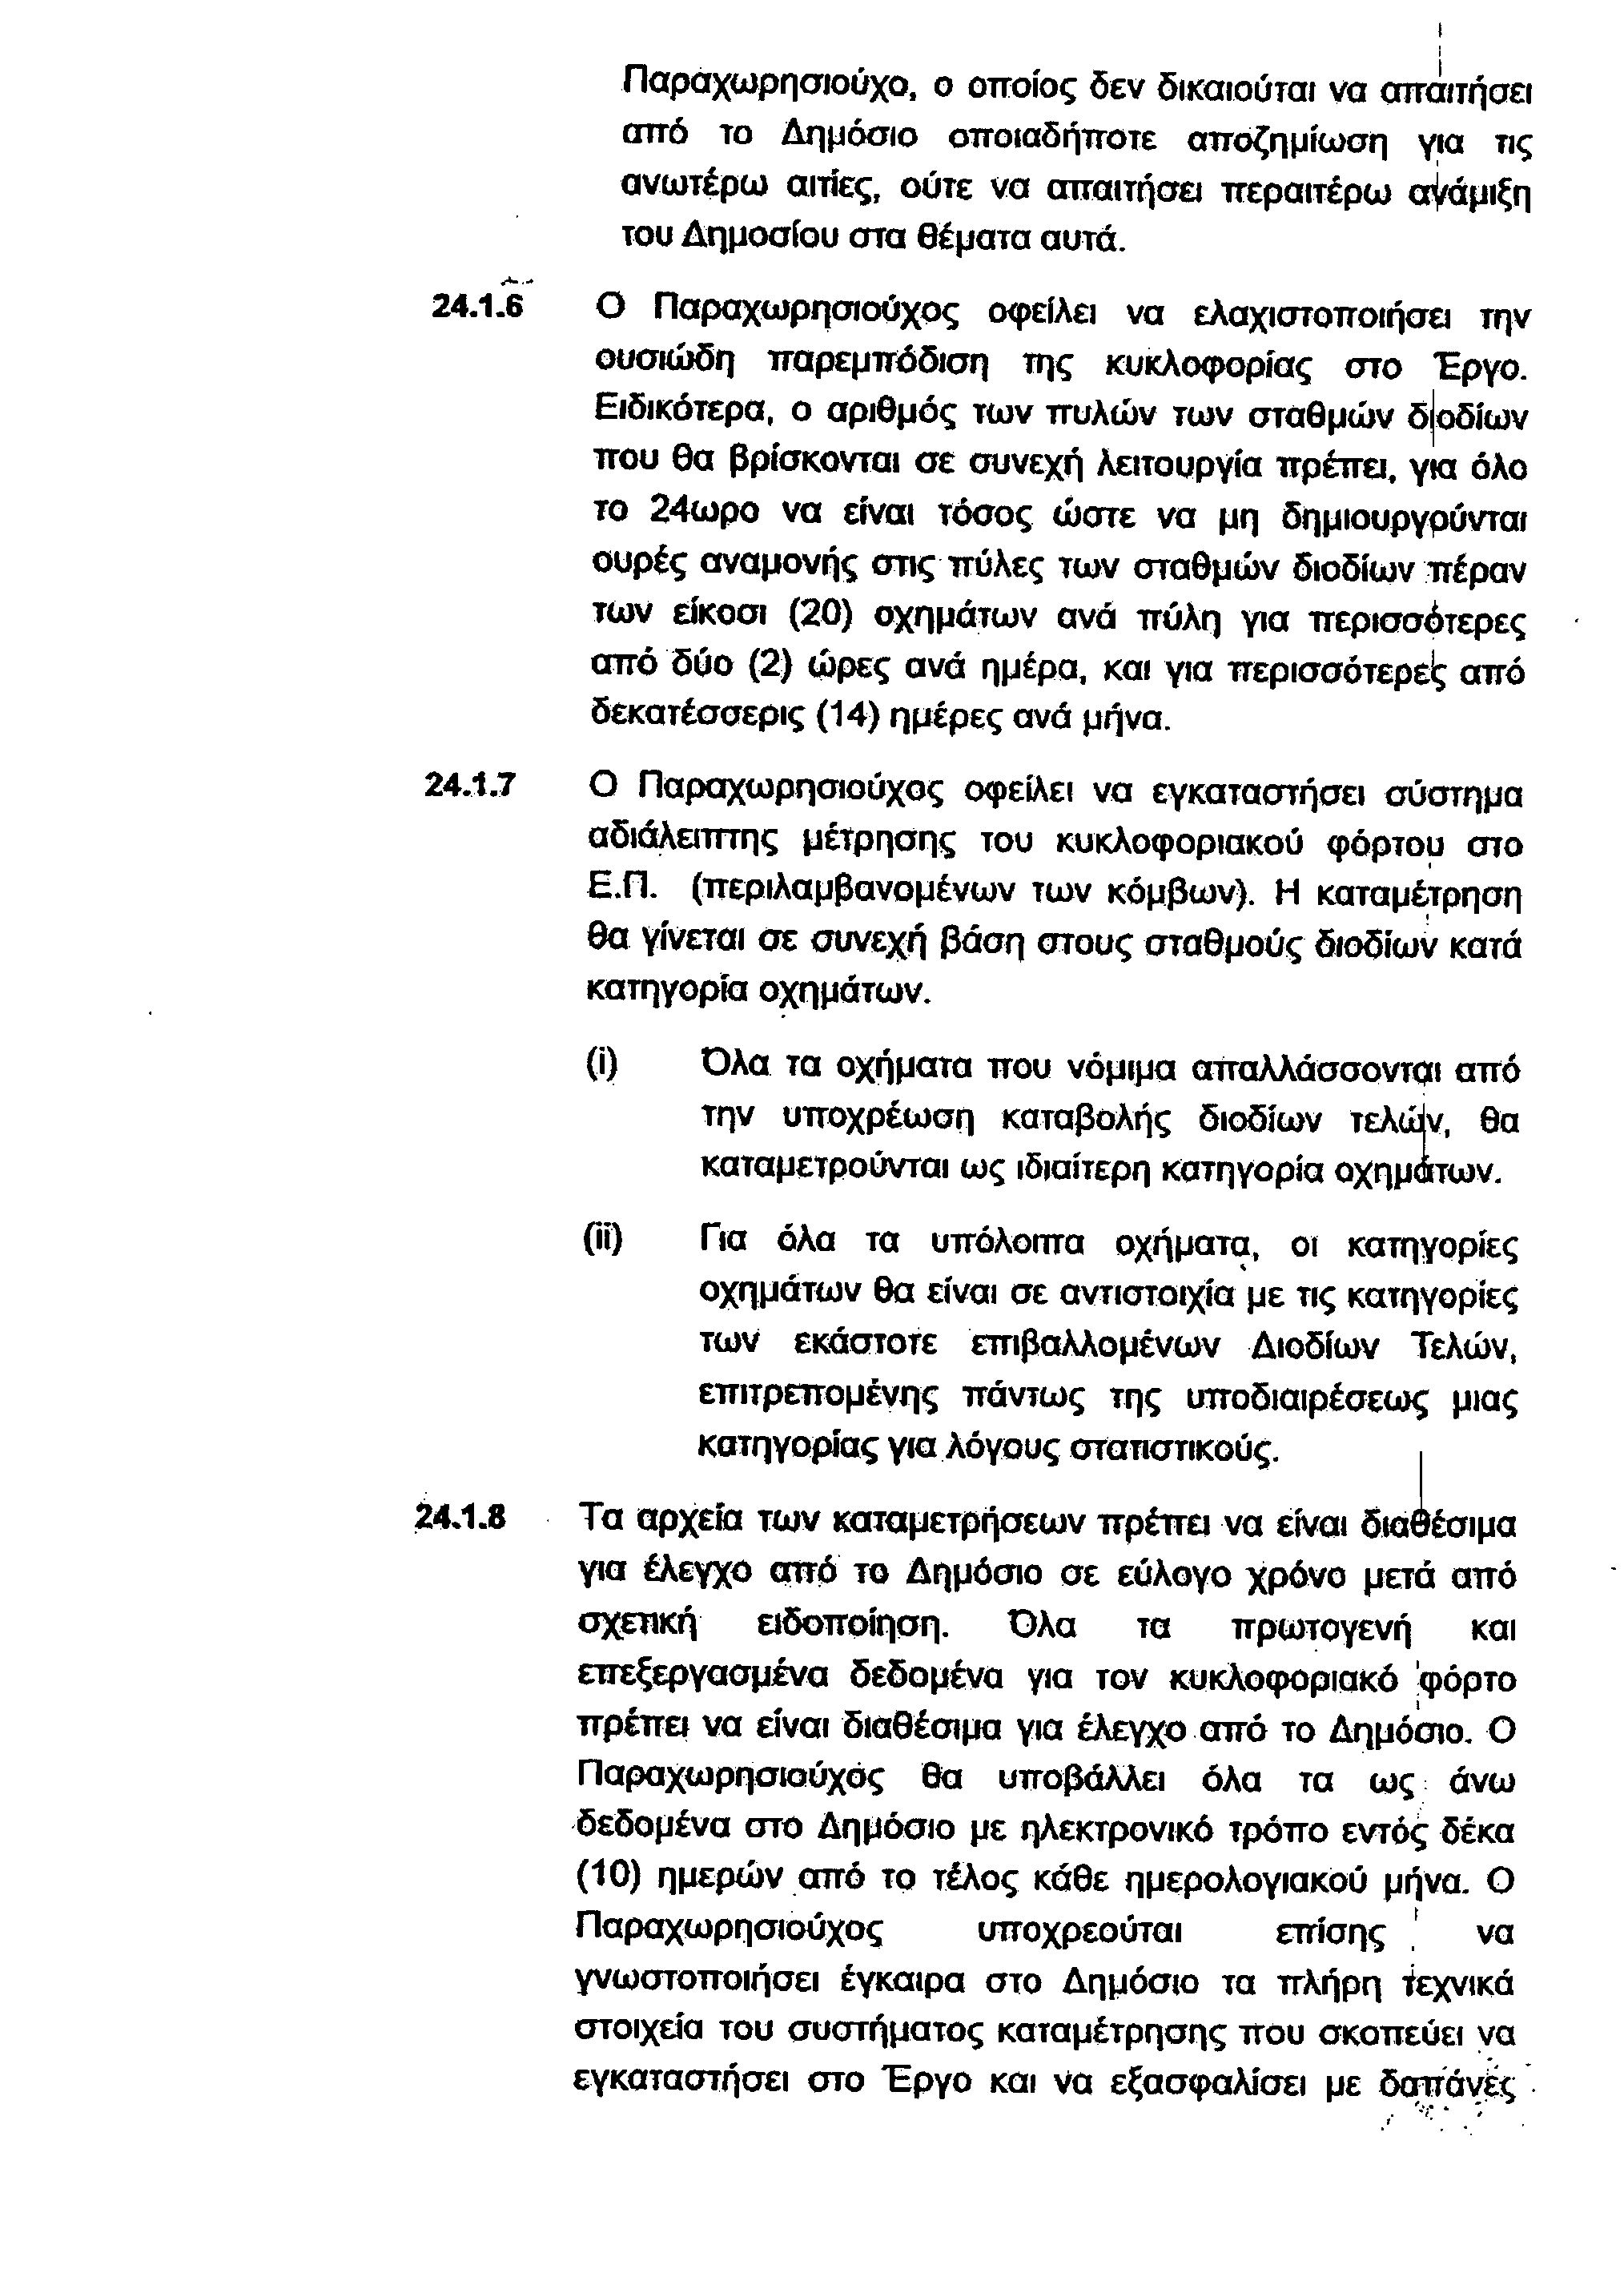 Παραχωρησιούχο, ο οποίος δεν δικαιούται να απαιτήσει
από το Δημόσιο οποιαδήποτε αποζημίωση για τις
ανωτέρω αιτίες, ούτε να απαιτήσει περαιτέρω ανάμιξη
του Δημοσίου στα θέματα αυτά.
24.1.6 Ο Παραχωρησιούχος οφείλει να ελαχιστοποιήσει την
ουσιώδη παρεμπόδιση της κυκλοφορίας στο Έργο.
Ειδικότερα, ο αριθμός των πυλών των σταθμών διοδίων
που θα βρίσκονται σε συνεχή λειτουργία πρέπει, για όλο
το 24ωρο να είναι τόσος ώστε να μη δημιουργούνται
ουρές αναμονής στις πύλες των σταθμών διοδίων πέραν
των είκοσι (20) οχημάτων ανά πύλη για περισσότερες
από δύο (2) ώρες ανά ημέρα, και για περισσότερες από
δεκατέσσερις (14) ημέρες ανά μήνα.
24.1.7 Ο Παραχωρησιούχος οφείλει να εγκαταστήσει σύστημα
αδιάλειπτης μέτρησης του κυκλοφοριακού φόρτου στο
Ε.Π. (περιλαμβανομένων των κόμβων). Η καταμέτρηση
θα γίνεται σε συνεχή βάση στους σταθμούς διοδίων κατά
κατηγορία οχημάτων.
(i) Όλα τα οχήματα που νόμιμα απαλλάσσονται από
την υποχρέωση καταβολής διοδίων τελών, θα
καταμετρούνται ως ιδιαίτερη κατηγορία οχημάτων.
(ii) Για όλα τα υπόλοιπα οχήματα, οι κατηγορίες
οχημάτων θα είναι σε αντιστοιχία με τις κατηγορίες
των εκάστοτε επιβαλλομένων Διοδίων Τελών,
επιτρεπομένης πάντως της υποδιαιρέσεως μιας
κατηγορίας για λόγους στατιστικούς.
24.1.8 Τα αρχεία των καταμετρήσεων πρέπει να είναι διαθέσιμα
για έλεγχο από το Δημόσιο σε εύλογο χρόνο μετά από
σχετική ειδοποίηση. Όλα τα πρωτογενή και
επεξεργασμένα δεδομένα για τον κυκλοφοριακό φόρτο
πρέπει να είναι διαθέσιμα για έλεγχο από το Δημόσιο. Ο
Παραχωρησιούχος θα υποβάλλει όλα τα ως άνω
δεδομένα στο Δημόσιο με ηλεκτρονικό τρόπο εντός δέκα
(10) ημερών από το τέλος κάθε ημερολογιακού μήνα. Ο
Παραχωρησιούχος υποχρεούται επίσης να
γνωστοποιήσει έγκαιρα στο Δημόσιο τα πλήρη τεχνικά
στοιχεία του συστήματος καταμέτρησης που σκοπεύει να
εγκαταστήσει στο Έργο και να εξασφαλίσει με δαπάνες